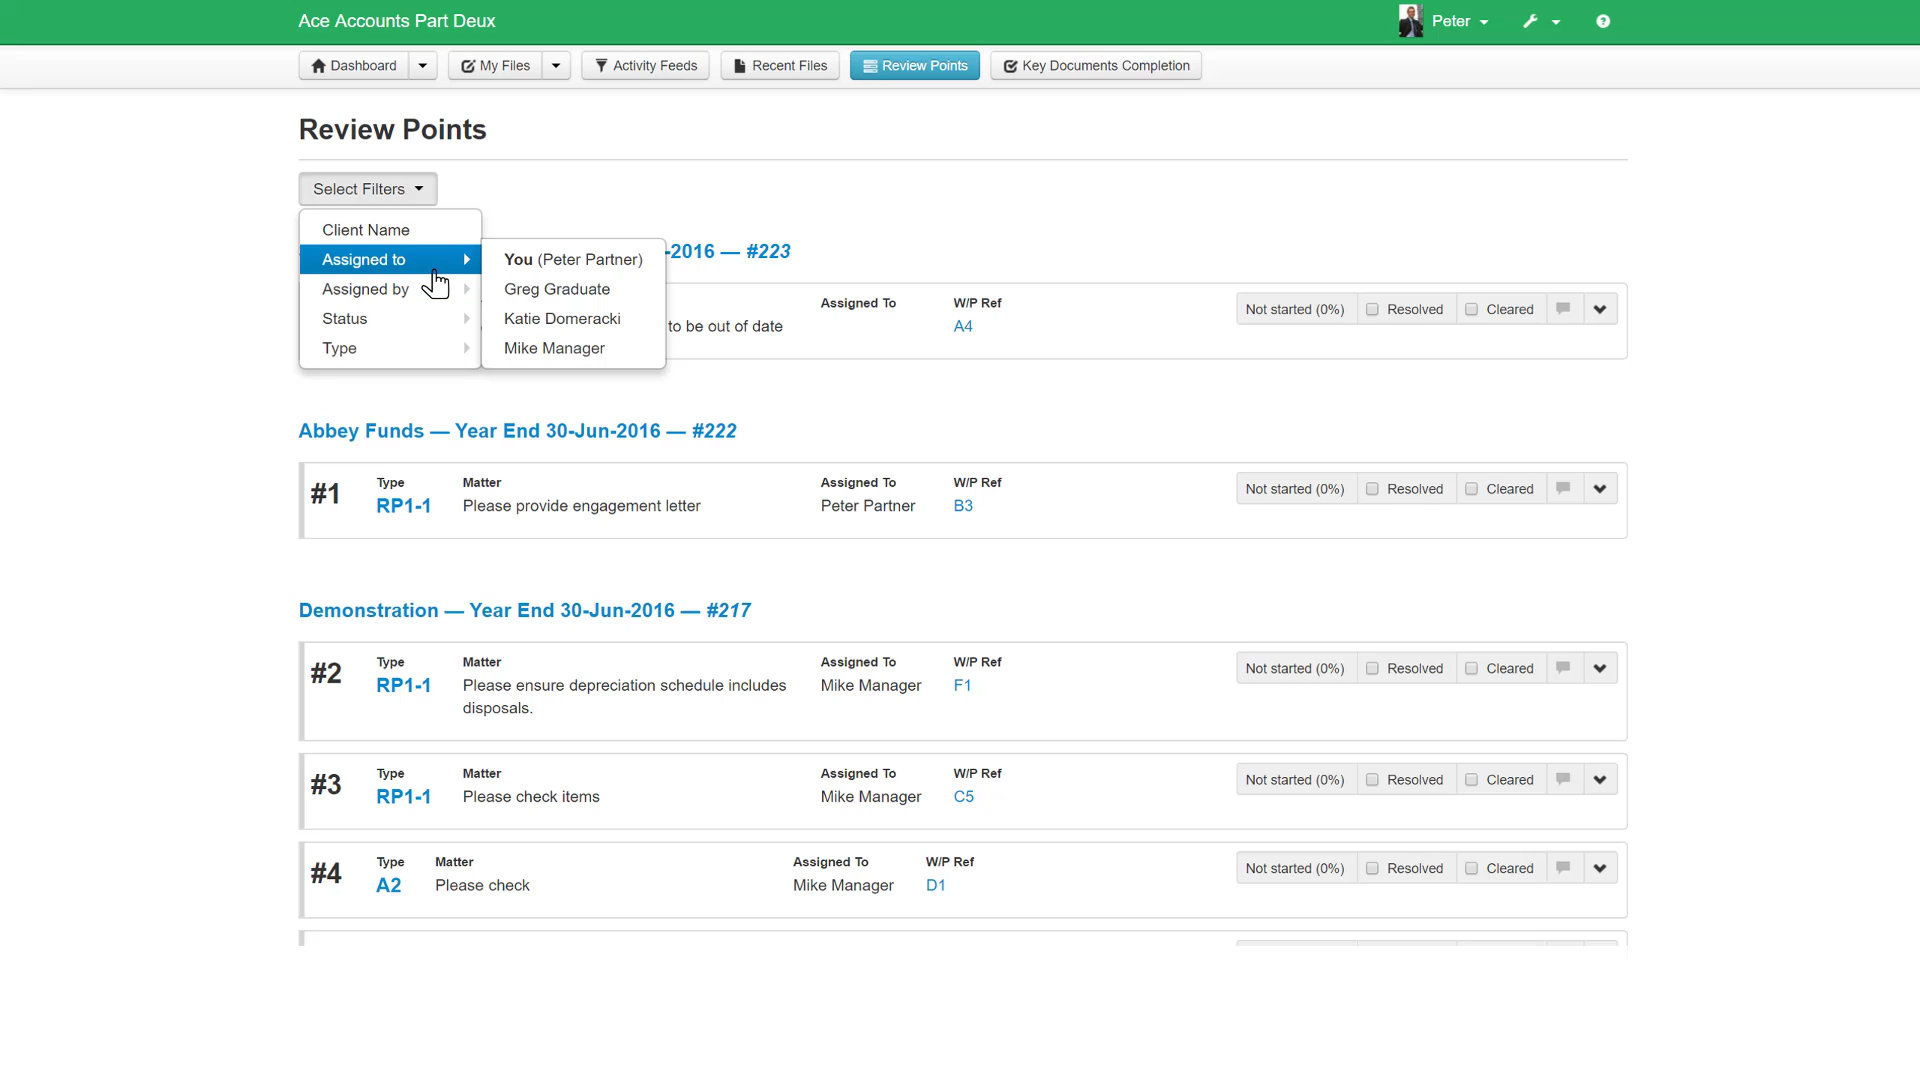 Ace Accounts Part Deux
Peter
Dashboard
My Files
Activity Feeds
Recent Files
Review Points
Key Documents Completion
Review Points
Select Filters
Client Name
Assigned to
Assigned by
Status
Type
You (Peter Partner)
Greg Graduate
Katie Domeracki
Mike Manager
-2016 — #223
Assigned To W/P Ref
to be out of date A4
Not started (0%) Resolved Cleared
Abbey Funds — Year End 30-Jun-2016 — #222
#1
Type Matter Assigned To W/P Ref
RP1-1 Please provide engagement letter Peter Partner B3
Not started (0%) Resolved Cleared
Demonstration — Year End 30-Jun-2016 — #217
#2
Type Matter Assigned To W/P Ref
RP1-1 Please ensure depreciation schedule includes Mike Manager F1
disposals.
Not started (0%) Resolved Cleared
#3
Type Matter Assigned To W/P Ref
RP1-1 Please check items Mike Manager C5
Not started (0%) Resolved Cleared
#4
Type Matter Assigned To W/P Ref
A2 Please check Mike Manager D1
Not started (0%) Resolved Cleared